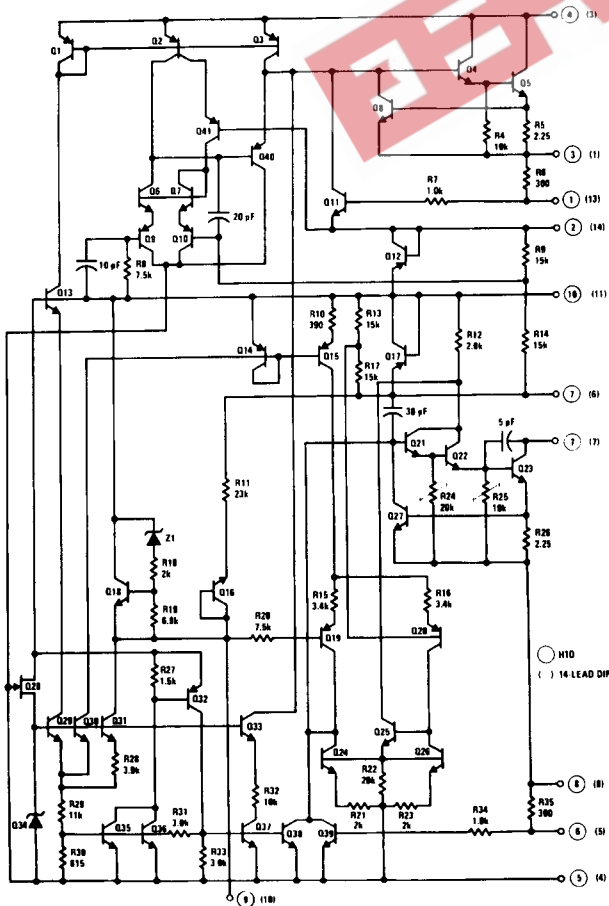 4 (3)
Q1
Q2
Q3
Q4
Q5
Q8
R4
10k
R5
2.25
Q41
3 (1)
Q40
R7
1.0k
R6
300
Q6
Q7
1 (13)
Q11
20 pF
2 (14)
Q9
Q10
10 pF
R8
7.5k
Q12
R9
15k
Q13
10 (11)
R10
390
R13
15k
R12
2.0k
R14
15k
Q14
Q15
R17
15k
Q17
7 (6)
30 pF
5 pF
7 (7)
Q21
Q22
Q23
R11
23k
R24
20k
R25
10k
Q27
R26
2.25
Z1
R18
2k
Q18
R19
6.8k
Q16
R15
3.4k
R16
3.4k
R20
7.5k
Q19
Q20
H10
( ) 14-LEAD DIP
R27
1.5k
Q28
Q32
Q29
Q30
Q31
Q33
Q25
Q24
Q26
R28
3.9k
R22
20k
8 (8)
R29
11k
R32
10k
R21
2k
R23
2k
R35
300
Q34
R31
3.0k
R34
1.0k
Q35
Q36
Q37
Q38
Q39
6 (5)
R30
615
R33
3.0k
5 (4)
9 (10)